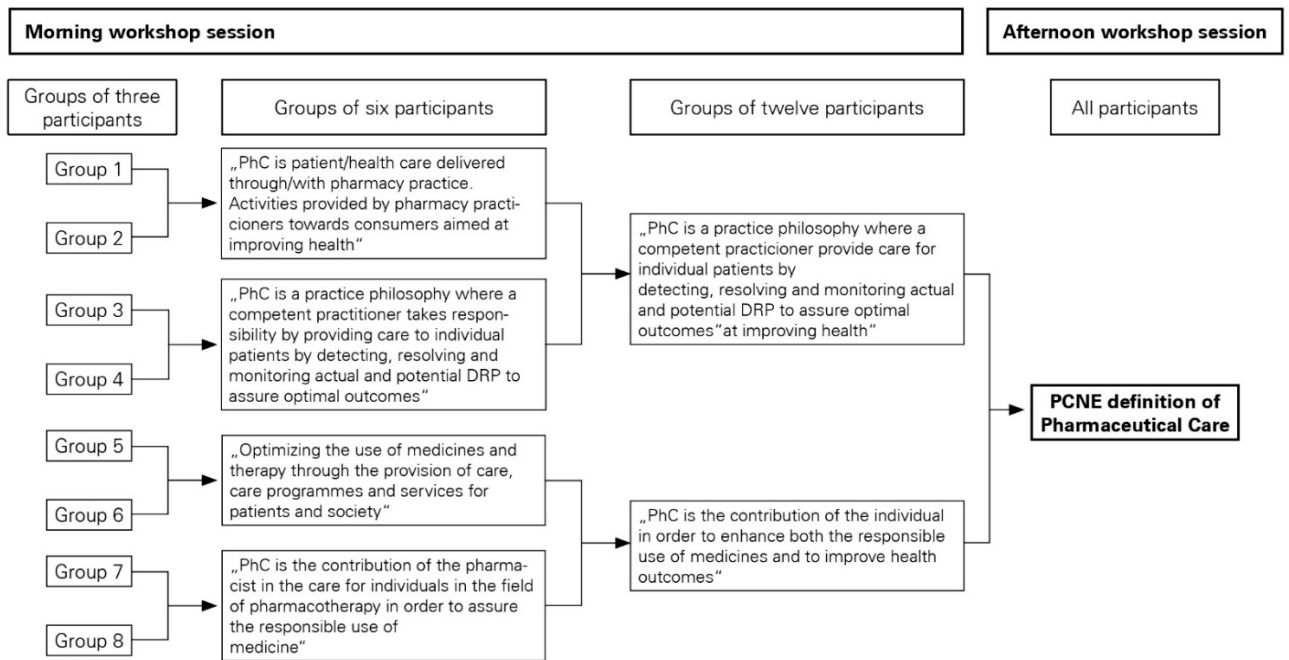 Morning workshop session
Afternoon workshop session
Groups of three
participants
Groups of six participants
Groups of twelve participants
All participants
Group 1
Group 2
Group 3
Group 4
Group 5
Group 6
Group 7
Group 8
„PhC is patient/health care delivered
through/with pharmacy practice.
Activities provided by pharmacy practi-
cioners towards consumers aimed at
improving health“
„PhC is a practice philosophy where a
competent practitioner takes respon-
sibility by providing care to individual
patients by detecting, resolving and
monitoring actual and potential DRP to
assure optimal outcomes“
„Optimizing the use of medicines and
therapy through the provision of care,
care programmes and services for
patients and society“
„PhC is the contribution of the pharma-
cist in the care for individuals in the field
of pharmacotherapy in order to assure
the responsible use of
medicine“
„PhC is a practice philosophy where
a competent practicioner provide care for
individual patients by
detecting, resolving and monitoring actual
and potential DRP to assure optimal
outcomes“at improving health“
„PhC is the contribution of the individual
in order to enhance both the responsible
use of medicines and to improve health
outcomes“
PCNE definition of
Pharmaceutical Care